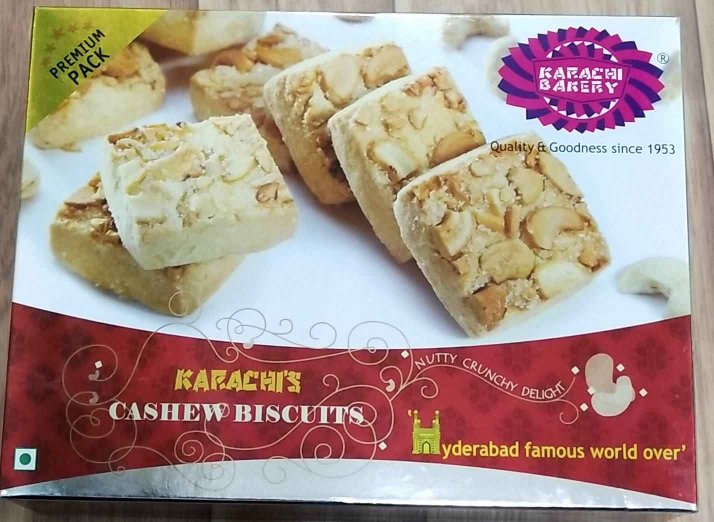 PREMIUM
PACK
KARACHI
BAKERY
®
Quality & Goodness since 1953
NUTTY CRUNCHY DELIGHT
KARACHI'S
CASHEW BISCUITS
'Hyderabad famous world over'